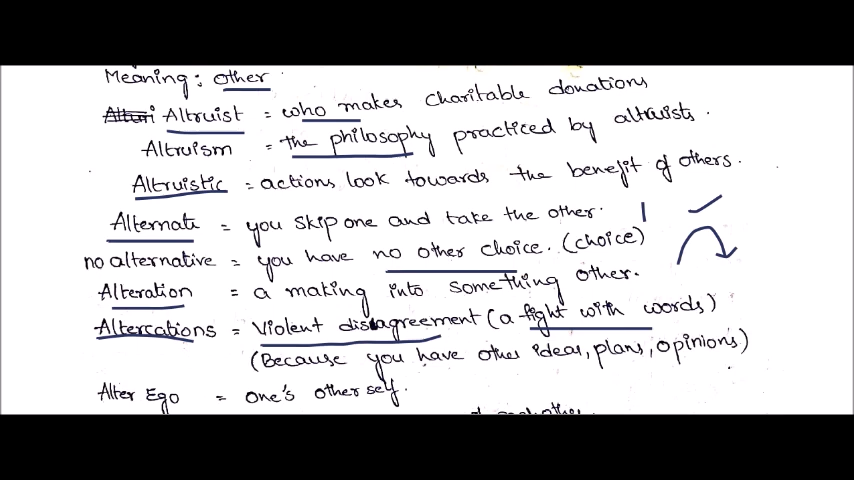 Meaning: other
Alturi Altruist = who makes charitable donations
Altruism = the philosophy practiced by altruists.
Altruistic = actions look towards the benefit of others.
Alternate = you skip one and take the other.
no alternative = you have no other choice. (choice)
Alteration = a making into something other.
Altercations = Violent disagreement (a fight with words)
(Because you have other ideas, plans, opinions)
Alter Ego = one's other self.